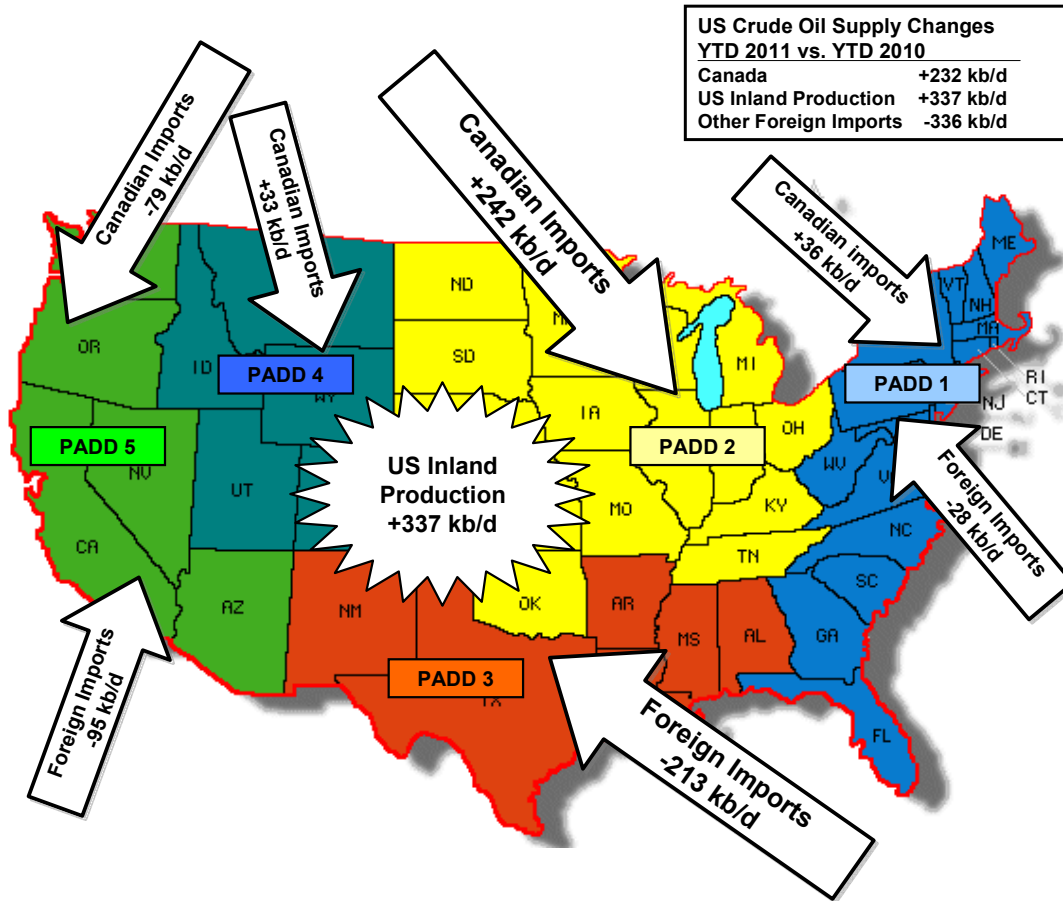 US Crude Oil Supply Changes
YTD 2011 vs. YTD 2010
Canada +232 kb/d
US Inland Production +337 kb/d
Other Foreign Imports -336 kb/d
Canadian Imports
-79 kb/d
Canadian Imports
+33 kb/d
Canadian Imports
+242 kb/d
Canadian imports
+36 kb/d
ME
VT
NH
MA
RI
CT
NJ
DE
ND
SD
MI
OR
ID
WY
IA
OH
PADD 4
PADD 1
PADD 5
PADD 2
NV
UT
CA
AZ
US Inland
Production
+337 kb/d
MO
KY
WV
TN
NC
SC
Foreign Imports
-28 kb/d
NM
OK
AR
MS
AL
GA
FL
PADD 3
TX
Foreign Imports
-95 kb/d
Foreign Imports
-213 kb/d